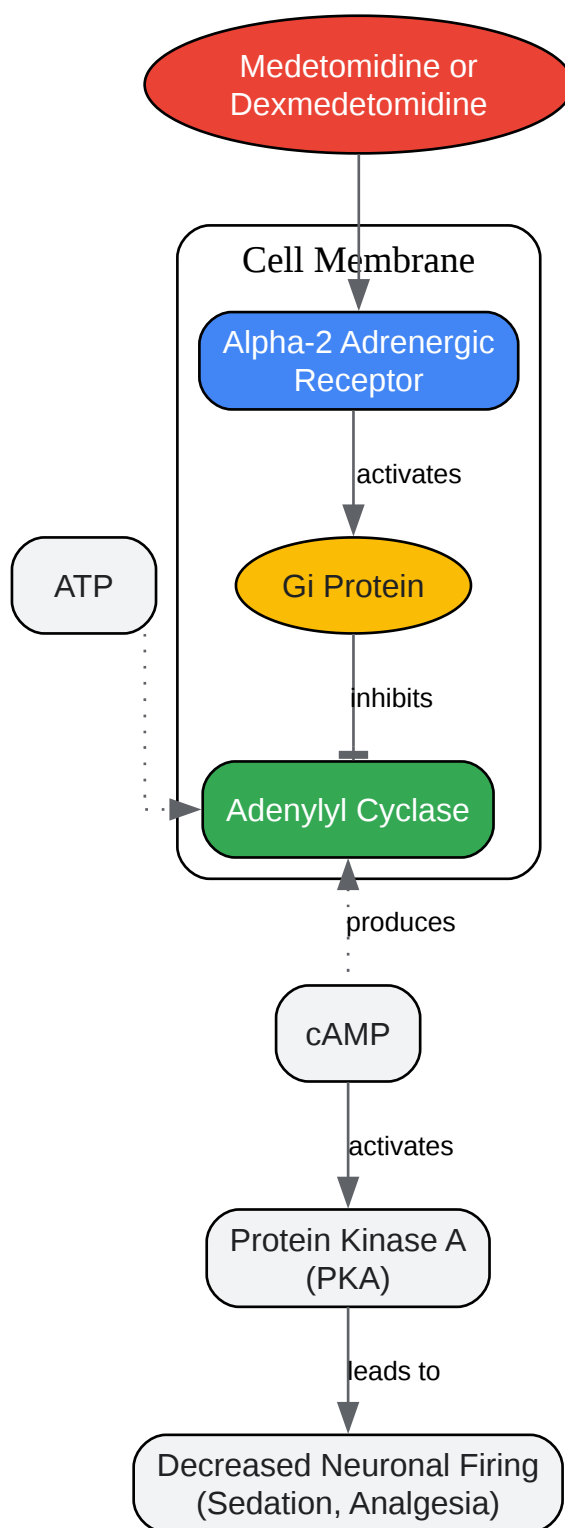 Medetomidine or
Dexmedetomidine
Cell Membrane
Alpha-2 Adrenergic
Receptor
activates
ATP
Gi Protein
inhibits
Adenylyl Cyclase
produces
cAMP
activates
Protein Kinase A
(PKA)
leads to
Decreased Neuronal Firing
(Sedation, Analgesia)